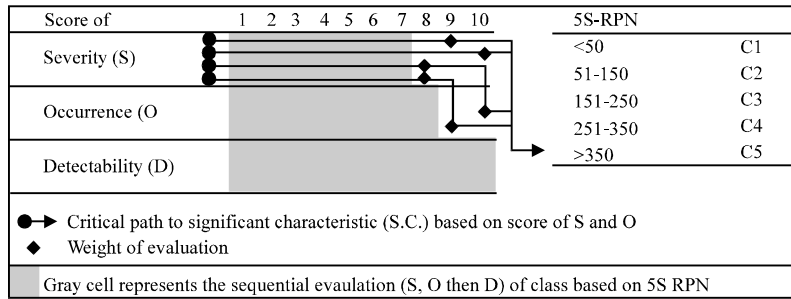 Score of 1 2 3 4 5 6 7 8 9 10 5S-RPN
Severity (S)
<50 C1
51-150 C2
151-250 C3
251-350 C4
>350 C5
Occurrence (O
Detectability (D)
Critical path to significant characteristic (S.C.) based on score of S and O
Weight of evaluation
Gray cell represents the sequential evaulation (S, O then D) of class based on 5S RPN